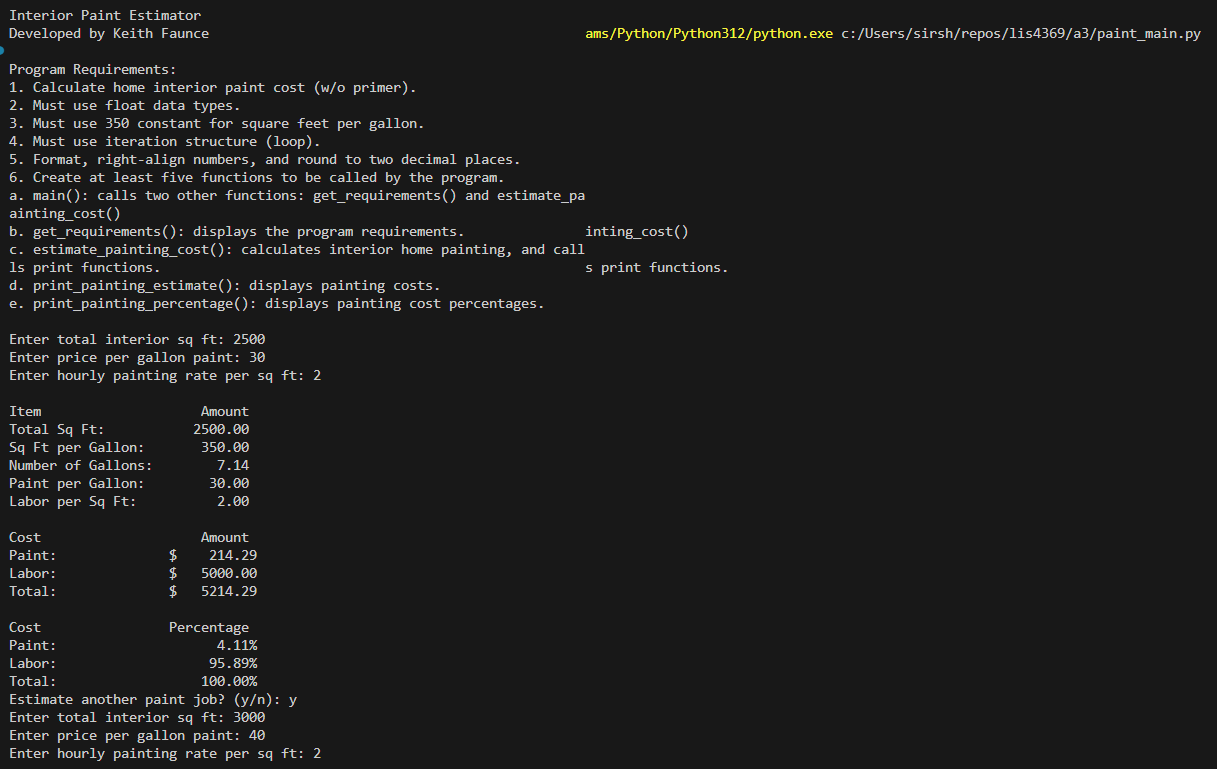 Interior Paint Estimator
Developed by Keith Faunce ams/Python/Python312/python.exe c:/Users/sirsh/repos/lis4369/a3/paint_main.py
Program Requirements:
1. Calculate home interior paint cost (w/o primer).
2. Must use float data types.
3. Must use 350 constant for square feet per gallon.
4. Must use iteration structure (loop).
5. Format, right-align numbers, and round to two decimal places.
6. Create at least five functions to be called by the program.
a. main(): calls two other functions: get_requirements() and estimate_pa
ainting_cost()
b. get_requirements(): displays the program requirements. inting_cost()
c. estimate_painting_cost(): calculates interior home painting, and call
ls print functions. s print functions.
d. print_painting_estimate(): displays painting costs.
e. print_painting_percentage(): displays painting cost percentages.
Enter total interior sq ft: 2500
Enter price per gallon paint: 30
Enter hourly painting rate per sq ft: 2
Item Amount
Total Sq Ft: 2500.00
Sq Ft per Gallon: 350.00
Number of Gallons: 7.14
Paint per Gallon: 30.00
Labor per Sq Ft: 2.00
Cost Amount
Paint: $ 214.29
Labor: $ 5000.00
Total: $ 5214.29
Cost Percentage
Paint: 4.11%
Labor: 95.89%
Total: 100.00%
Estimate another paint job? (y/n): y
Enter total interior sq ft: 3000
Enter price per gallon paint: 40
Enter hourly painting rate per sq ft: 2